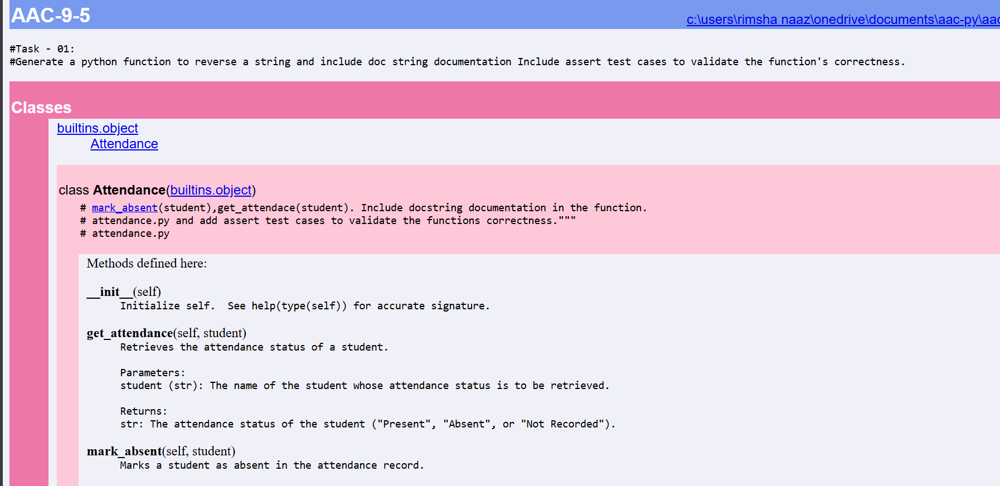 AAC-9-5
c:\users\rimsha naaz\onedrive\documents\aac-py\aac
#Task - 01:
#Generate a python function to reverse a string and include doc string documentation Include assert test cases to validate the function's correctness.
Classes
builtins.object
Attendance
class Attendance(builtins.object)
# mark_absent(student),get_attendace(student). Include docstring documentation in the function.
# attendance.py and add assert test cases to validate the functions correctness."""
# attendance.py
Methods defined here:
__init__(self)
Initialize self.  See help(type(self)) for accurate signature.
get_attendance(self, student)
Retrieves the attendance status of a student.
Parameters:
student (str): The name of the student whose attendance status is to be retrieved.
Returns:
str: The attendance status of the student ("Present", "Absent", or "Not Recorded").
mark_absent(self, student)
Marks a student as absent in the attendance record.